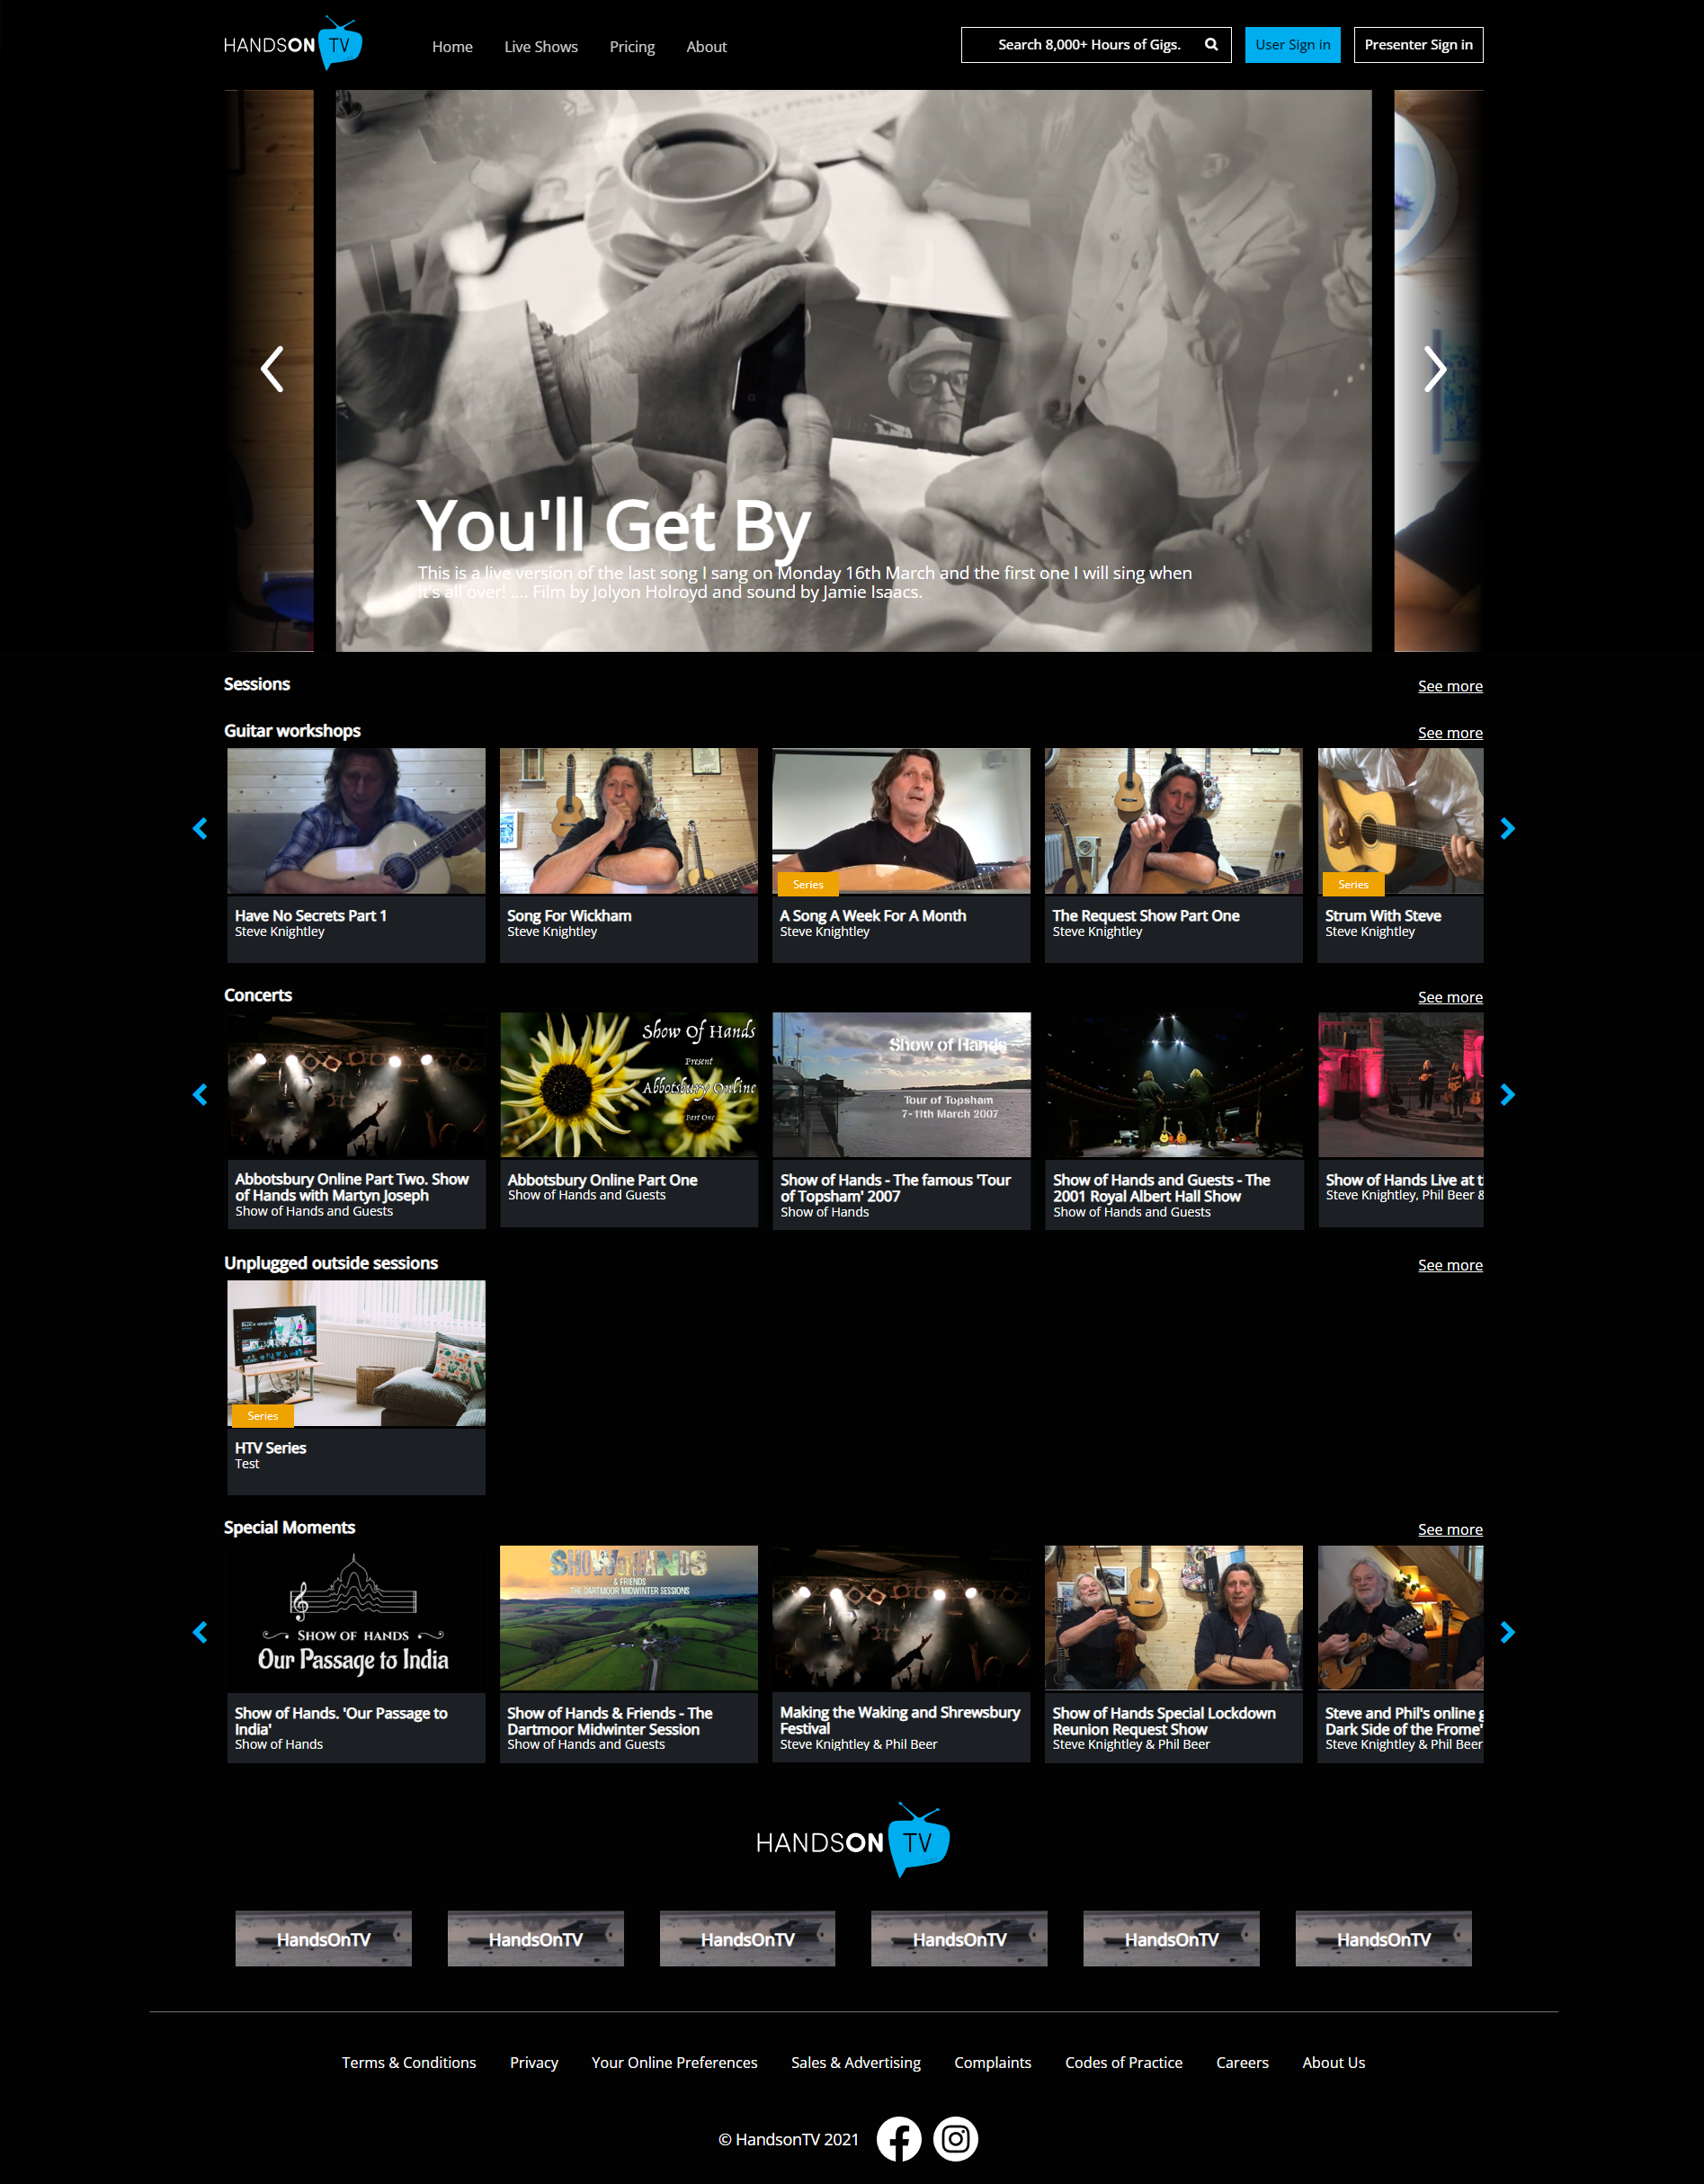 HANDSON TV
Home
Live Shows
Pricing
About
Search 8,000+ Hours of Gigs.
User Sign in
Presenter Sign in
You'll Get By
This is a live version of the last song I sang on Monday 16th March and the first one I will sing when
it's all over! .... Film by Jolyon Holroyd and sound by Jamie Isaacs.
Sessions
See more
Guitar workshops
See more
Series
Series
Have No Secrets Part 1
Steve Knightley
Song For Wickham
Steve Knightley
A Song A Week For A Month
Steve Knightley
The Request Show Part One
Steve Knightley
Strum With Steve
Steve Knightley
Concerts
See more
Show Of Hands
Present
Abbotsbury Online
Part One
Show of Hands
Tour of Topsham
7-11th March 2007
Abbotsbury Online Part Two. Show
of Hands with Martyn Joseph
Show of Hands and Guests
Abbotsbury Online Part One
Show of Hands and Guests
Show of Hands - The famous 'Tour
of Topsham' 2007
Show of Hands
Show of Hands and Guests - The
2001 Royal Albert Hall Show
Show of Hands and Guests
Show of Hands Live at t
Steve Knightley, Phil Beer &
Unplugged outside sessions
See more
Series
HTV Series
Test
Special Moments
See more
SHOW OF HANDS
Our Passage to India
SHOW of HANDS
& FRIENDS
THE DARTMOOR MIDWINTER SESSIONS
Show of Hands. 'Our Passage to
India'
Show of Hands
Show of Hands & Friends - The
Dartmoor Midwinter Session
Show of Hands and Guests
Making the Waking and Shrewsbury
Festival
Steve Knightley & Phil Beer
Show of Hands Special Lockdown
Reunion Request Show
Steve Knightley & Phil Beer
Steve and Phil's online g
Dark Side of the Frome'
Steve Knightley & Phil Beer
HANDSON TV
HandsOnTV
HandsOnTV
HandsOnTV
HandsOnTV
HandsOnTV
HandsOnTV
Terms & Conditions
Privacy
Your Online Preferences
Sales & Advertising
Complaints
Codes of Practice
Careers
About Us
© HandsonTV 2021